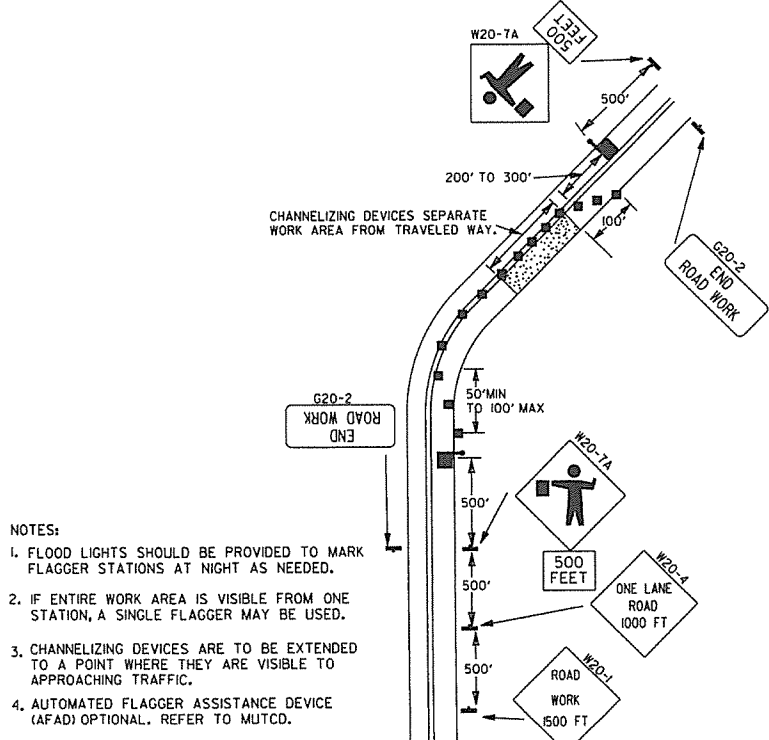 W20-7A
500
FEET
500'
200' TO 300'
CHANNELIZING DEVICES SEPARATE
WORK AREA FROM TRAVELED WAY.
100'
G20-2
END
ROAD WORK
50'MIN
TO 100' MAX
G20-2
END
ROAD WORK
W20-7A
500'
500
FEET
500'
W20-4
ONE LANE
ROAD
1000 FT
500'
W20-1
ROAD
WORK
1500 FT
NOTES:
1. FLOOD LIGHTS SHOULD BE PROVIDED TO MARK
FLAGGER STATIONS AT NIGHT AS NEEDED.
2. IF ENTIRE WORK AREA IS VISIBLE FROM ONE
STATION, A SINGLE FLAGGER MAY BE USED.
3. CHANNELIZING DEVICES ARE TO BE EXTENDED
TO A POINT WHERE THEY ARE VISIBLE TO
APPROACHING TRAFFIC.
4. AUTOMATED FLAGGER ASSISTANCE DEVICE
(AFAD) OPTIONAL. REFER TO MUTCD.